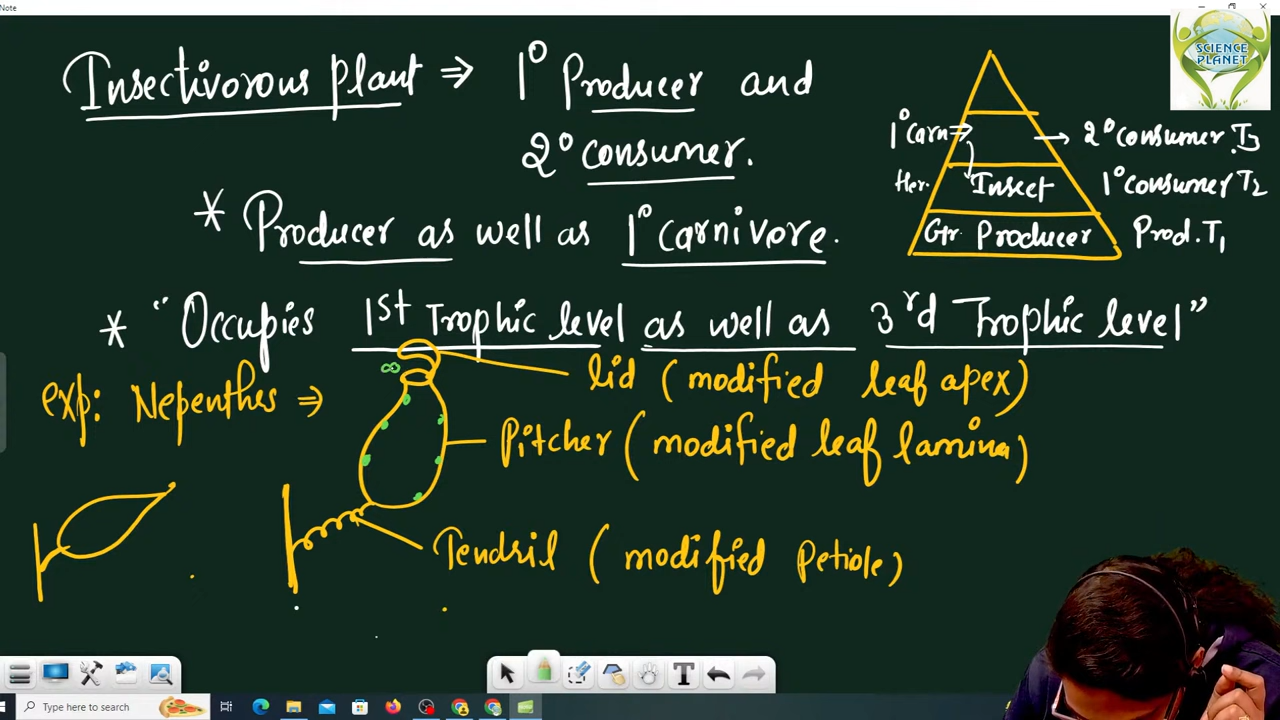 Note
SCIENCE
PLANET
Insectivorous plant ⇒ 1° Producer and
2° consumer.
* Producer as well as 1° carnivore.
1° carn ⇒ → 2° consumer T3
Her. Insect 1° consumer T2
Gr. Producer Prod. T1
* "Occupies 1st Trophic level as well as 3rd Trophic level"
exp: Nepenthes ⇒
lid (modified leaf apex)
Pitcher (modified leaf lamina)
Tendril (modified Petiole)
Type here to search